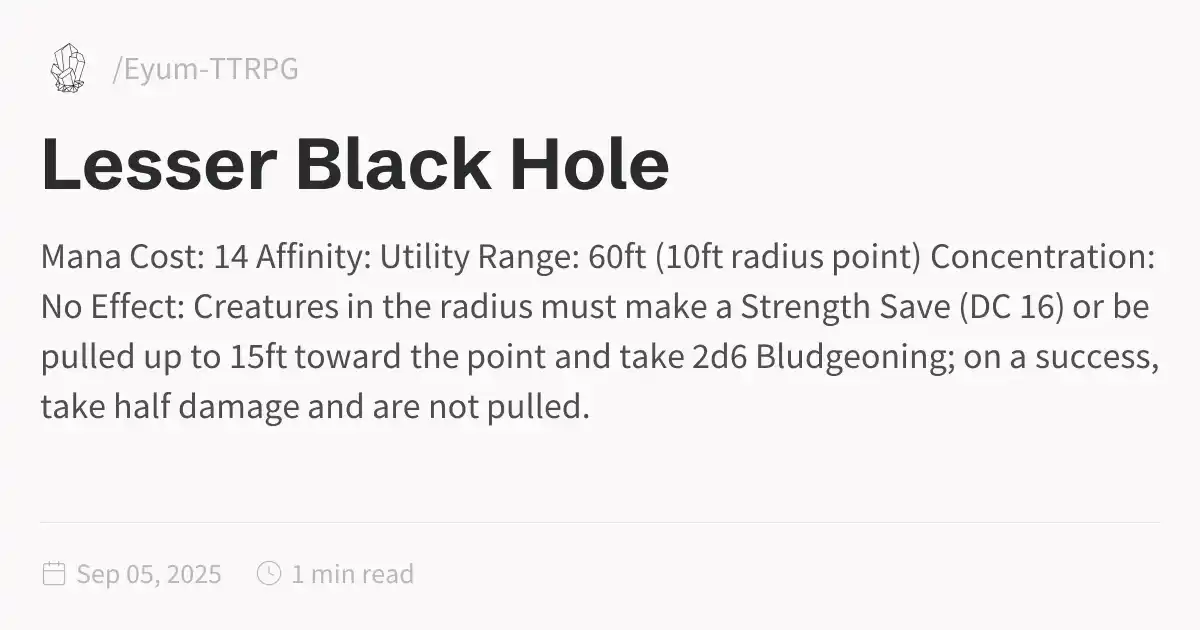 /Eyum-TTRPG
Lesser Black Hole
Mana Cost: 14 Affinity: Utility Range: 60ft (10ft radius point) Concentration:
No Effect: Creatures in the radius must make a Strength Save (DC 16) or be
pulled up to 15ft toward the point and take 2d6 Bludgeoning; on a success,
take half damage and are not pulled.
Sep 05, 2025 1 min read